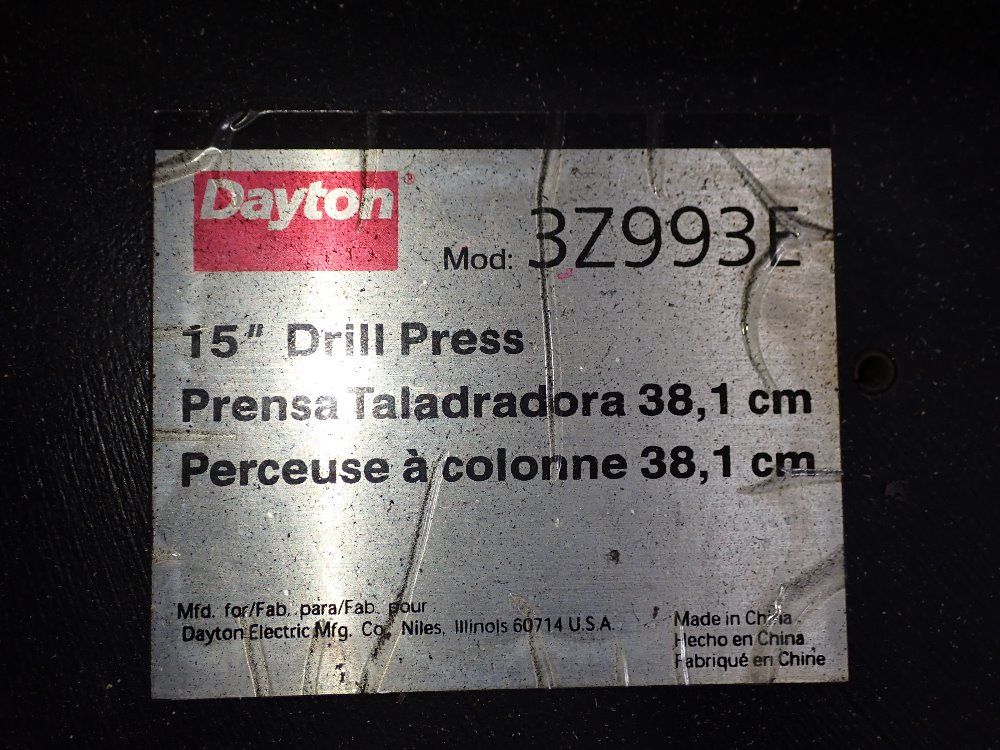 Dayton®
Mod: 3Z993E
15" Drill Press
Prensa Taladradora 38,1 cm
Perceuse à colonne 38,1 cm
Mfd. for/Fab. para/Fab. pour
Dayton Electric Mfg. Co. Niles, Illinois 60714 U.S.A.
Made in China
Hecho en China
Fabriqué en Chine